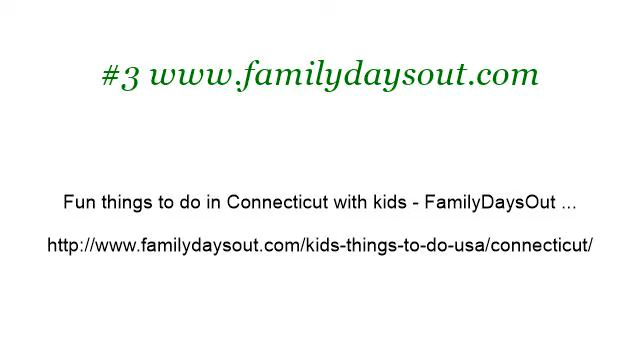 #3 www.familydaysout.com
Fun things to do in Connecticut with kids - FamilyDaysOut ...
http://www.familydaysout.com/kids-things-to-do-usa/connecticut/